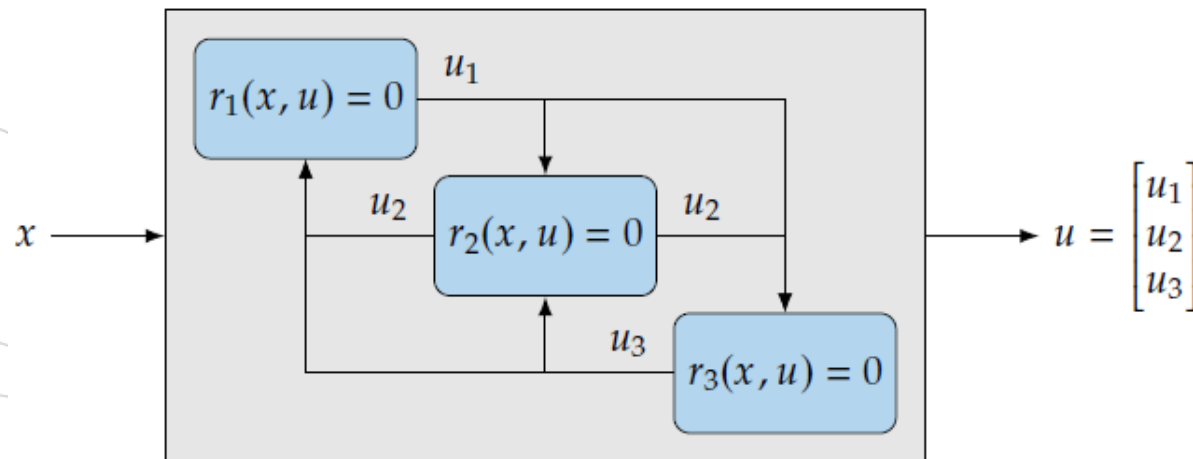 r₁(x, u) = 0
u₁
u₂
r₂(x, u) = 0
u₂
x
u = [u₁ u₂ u₃]
u₃
r₃(x, u) = 0